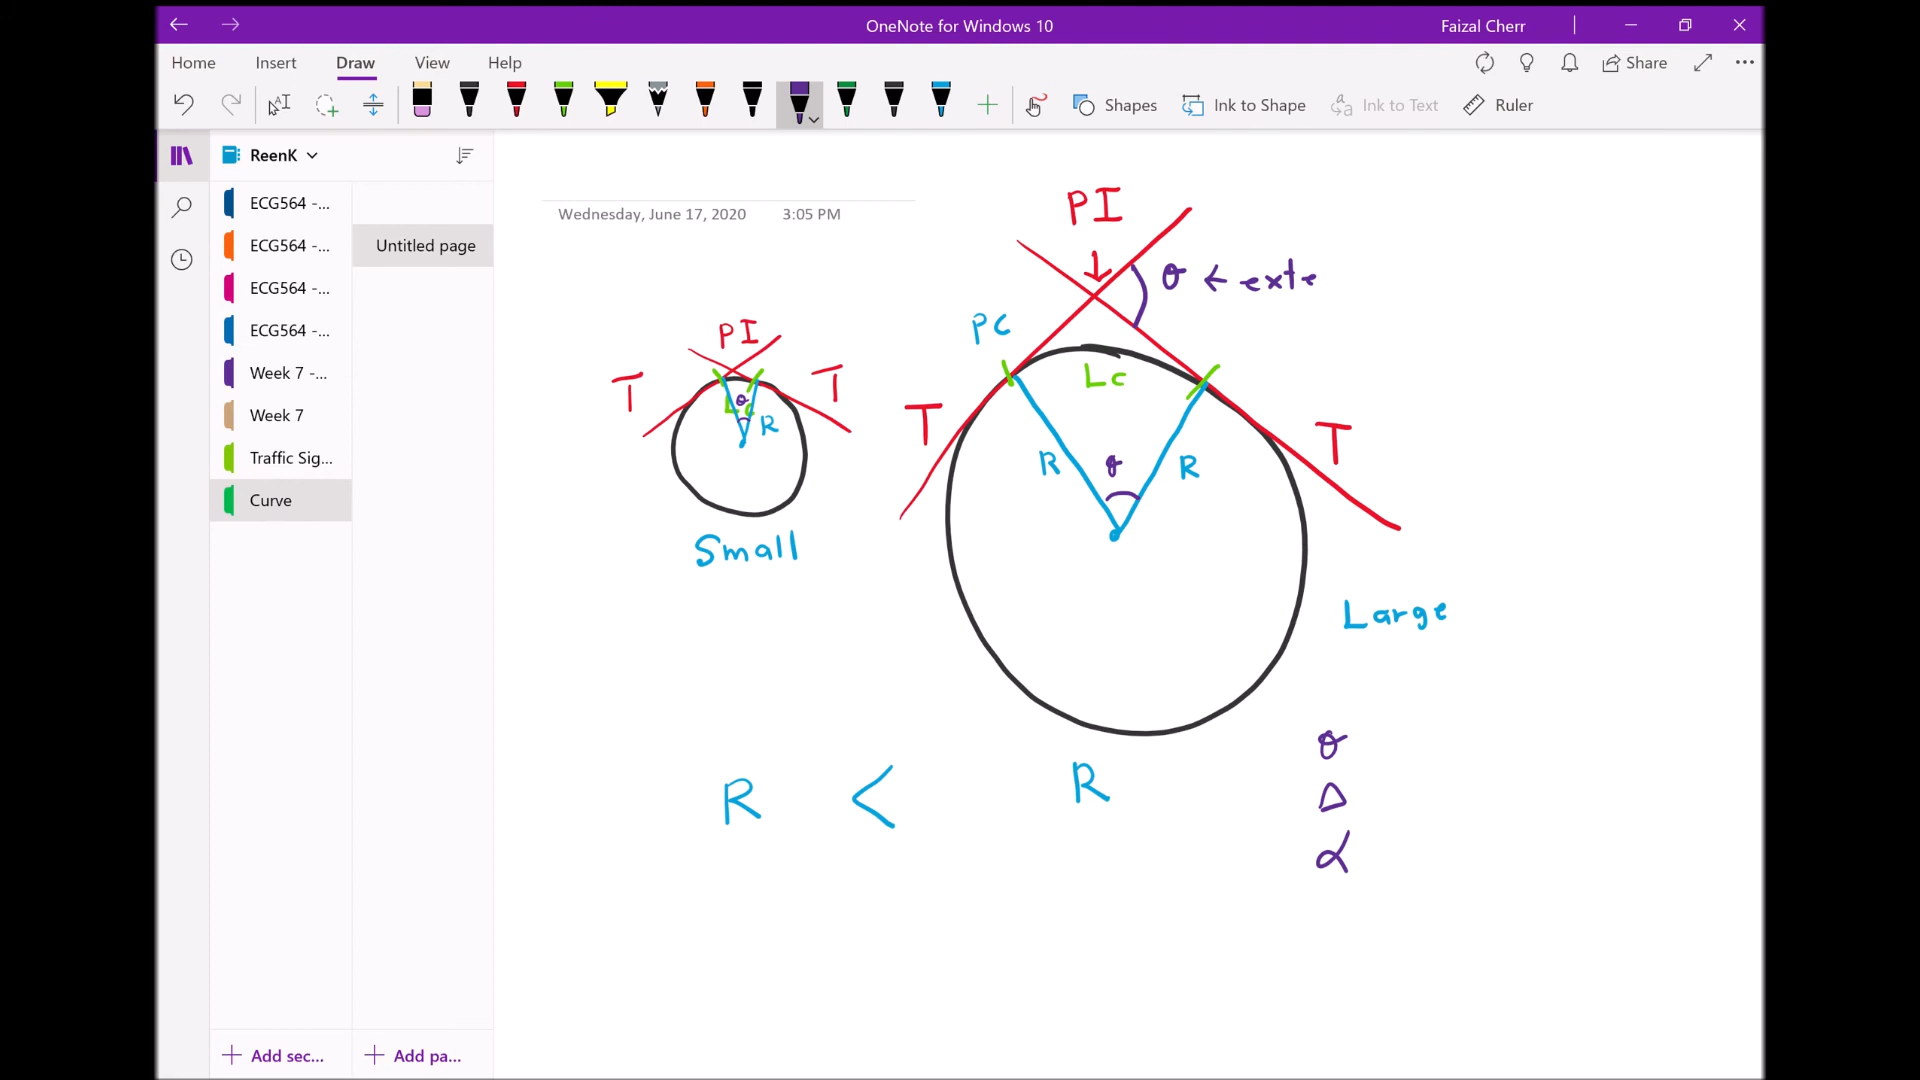 OneNote for Windows 10
Faizal Cherr
Home Insert Draw View Help
Share
Shapes Ink to Shape Ink to Text Ruler
ReenK
ECG564 -...
ECG564 -...
ECG564 -...
ECG564 -...
Week 7 -...
Week 7
Traffic Sig...
Curve
Untitled page
Add sec...
Add pa...
Wednesday, June 17, 2020 3:05 PM
PI
T T
Lc
θ
R
Small
PI
θ ← exte
PC
Lc
T T
R θ R
Large
R < R
θ
Δ
α